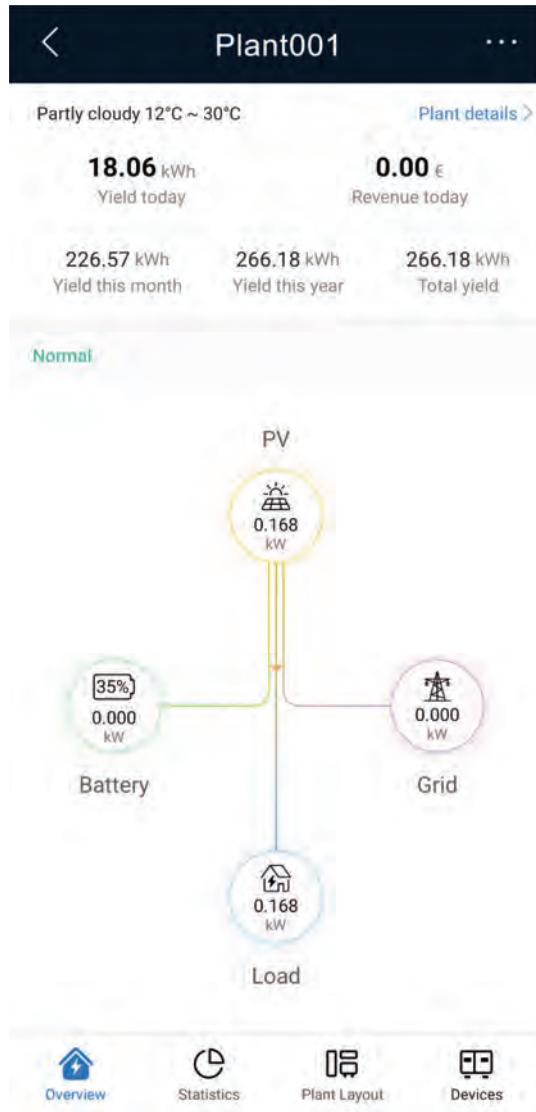 Plant001
Partly cloudy 12°C ~ 30°C Plant details
18.06 kWh 0.00 €
Yield today Revenue today
226.57 kWh 266.18 kWh 266.18 kWh
Yield this month Yield this year Total yield
Normal
PV
0.168
kW
35%
0.000 0.000
kW kW
Battery Grid
0.168
kW
Load
Overview Statistics Plant Layout Devices